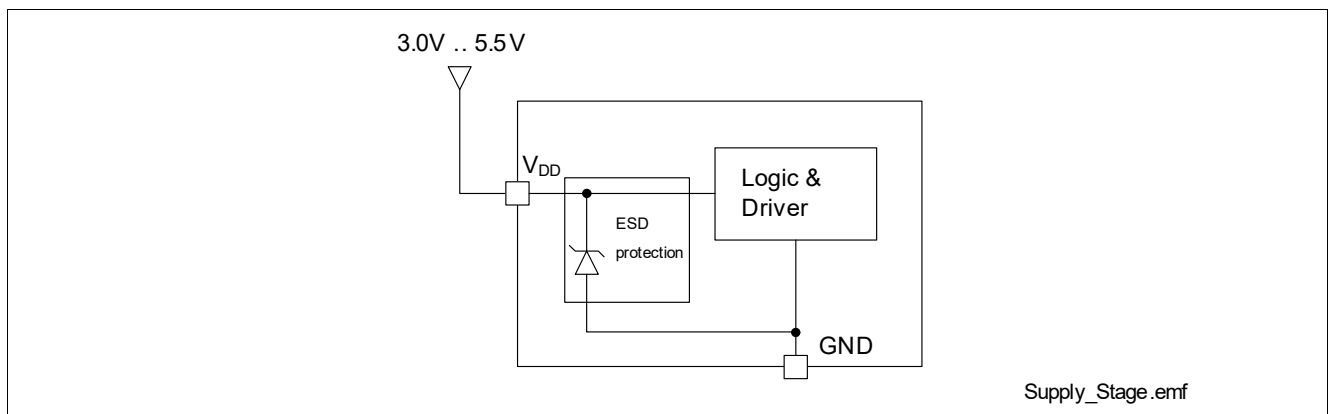 3.0V .. 5.5V
VDD
Logic &
Driver
ESD
protection
GND
Supply_Stage.emf